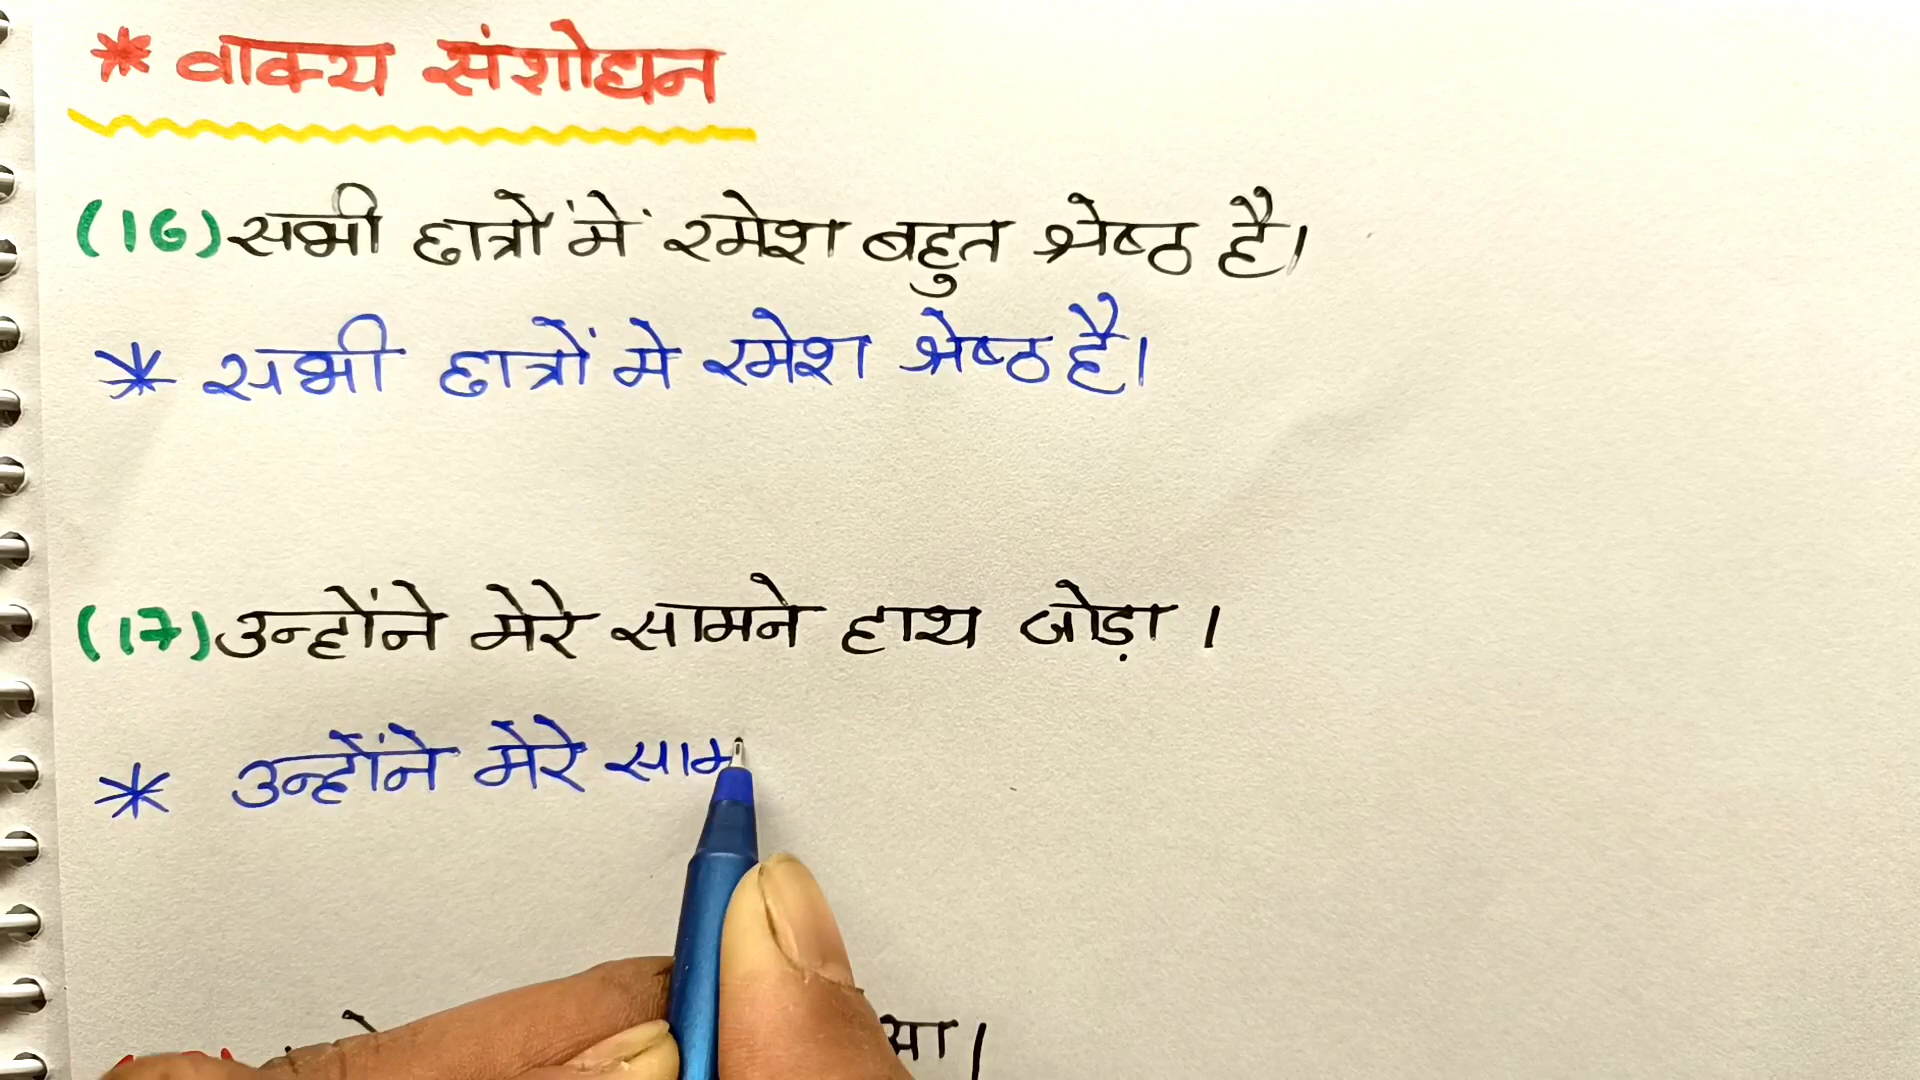 * वाक्य संशोधन
(16) सभी छात्रों में रमेश बहुत श्रेष्ठ है।
* सभी छात्रों मे रमेश श्रेष्ठ है।
(17) उन्होंने मेरे सामने हाथ जोड़ा ।
* उन्होंने मेरे साम